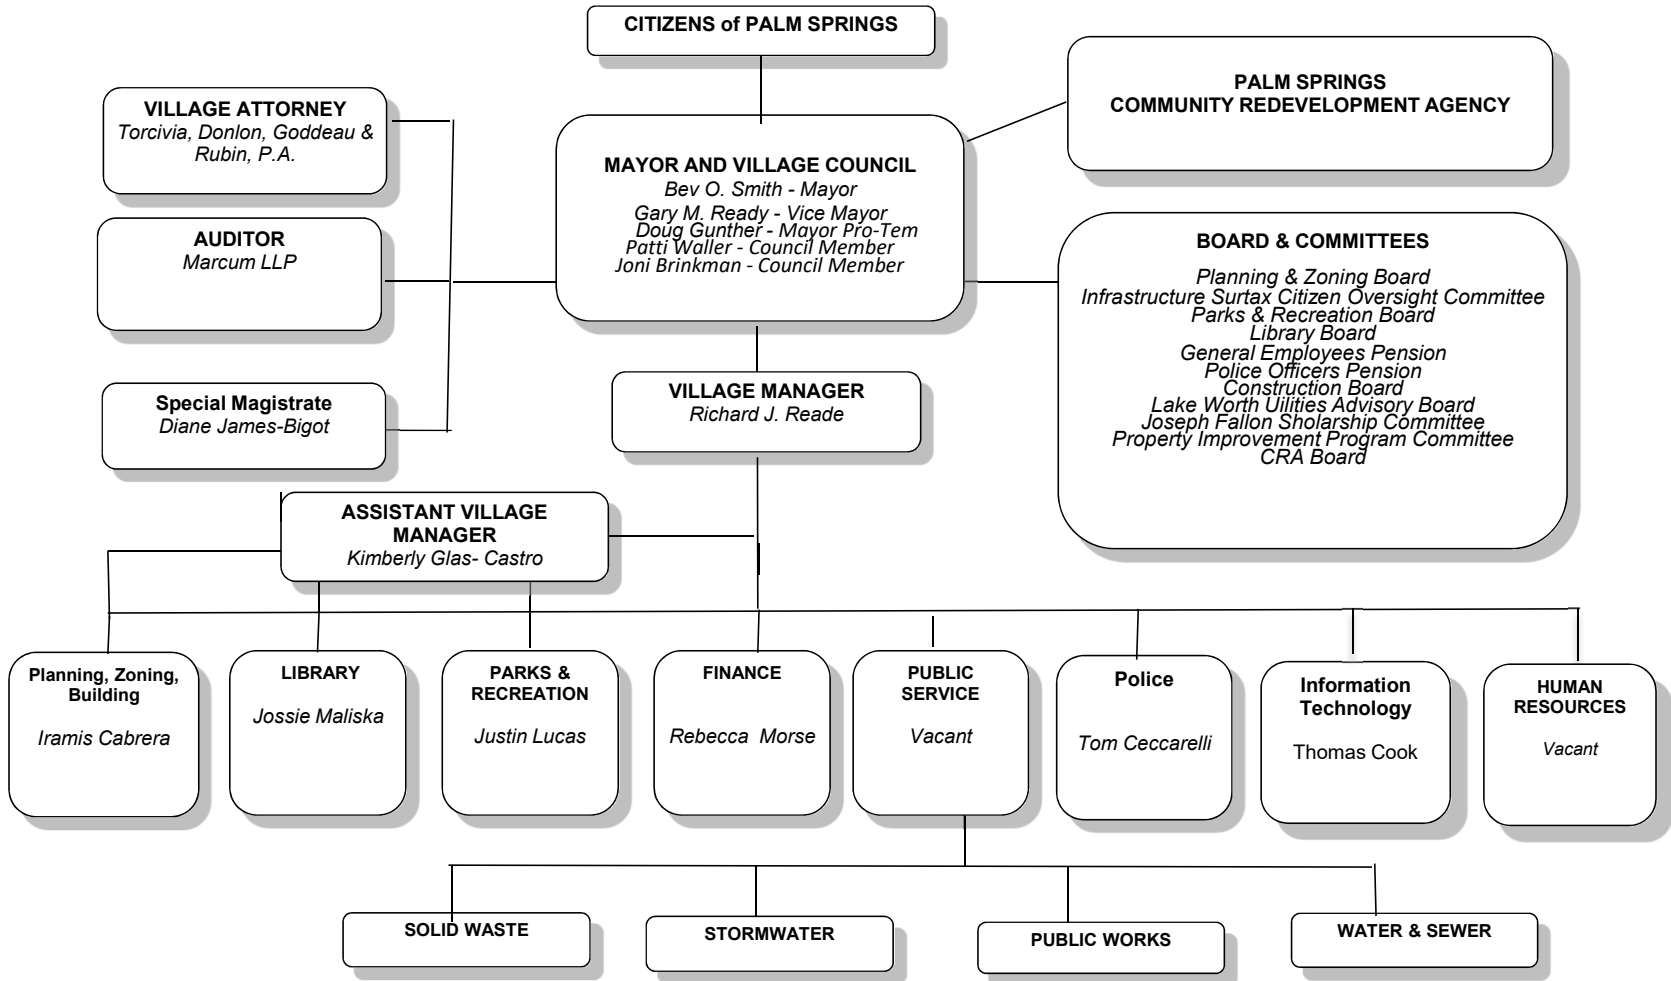 CITIZENS of PALM SPRINGS
PALM SPRINGS
COMMUNITY REDEVELOPMENT AGENCY
VILLAGE ATTORNEY
Torcivia, Donlon, Goddeau &
Rubin, P.A.
MAYOR AND VILLAGE COUNCIL
Bev O. Smith - Mayor
Gary M. Ready - Vice Mayor
Doug Gunther - Mayor Pro-Tem
Patti Waller - Council Member
Joni Brinkman - Council Member
AUDITOR
Marcum LLP
BOARD & COMMITTEES
Planning & Zoning Board
Infrastructure Surtax Citizen Oversight Committee
Parks & Recreation Board
Library Board
General Employees Pension
Police Officers Pension
Construction Board
Lake Worth Uilities Advisory Board
Joseph Fallon Sholarship Committee
Property Improvement Program Committee
CRA Board
Special Magistrate
Diane James-Bigot
VILLAGE MANAGER
Richard J. Reade
ASSISTANT VILLAGE
MANAGER
Kimberly Glas- Castro
Planning, Zoning,
Building
Iramis Cabrera
LIBRARY
Jossie Maliska
PARKS &
RECREATION
Justin Lucas
FINANCE
Rebecca Morse
PUBLIC
SERVICE
Vacant
Police
Tom Ceccarelli
Information
Technology
Thomas Cook
HUMAN
RESOURCES
Vacant
SOLID WASTE
STORMWATER
PUBLIC WORKS
WATER & SEWER